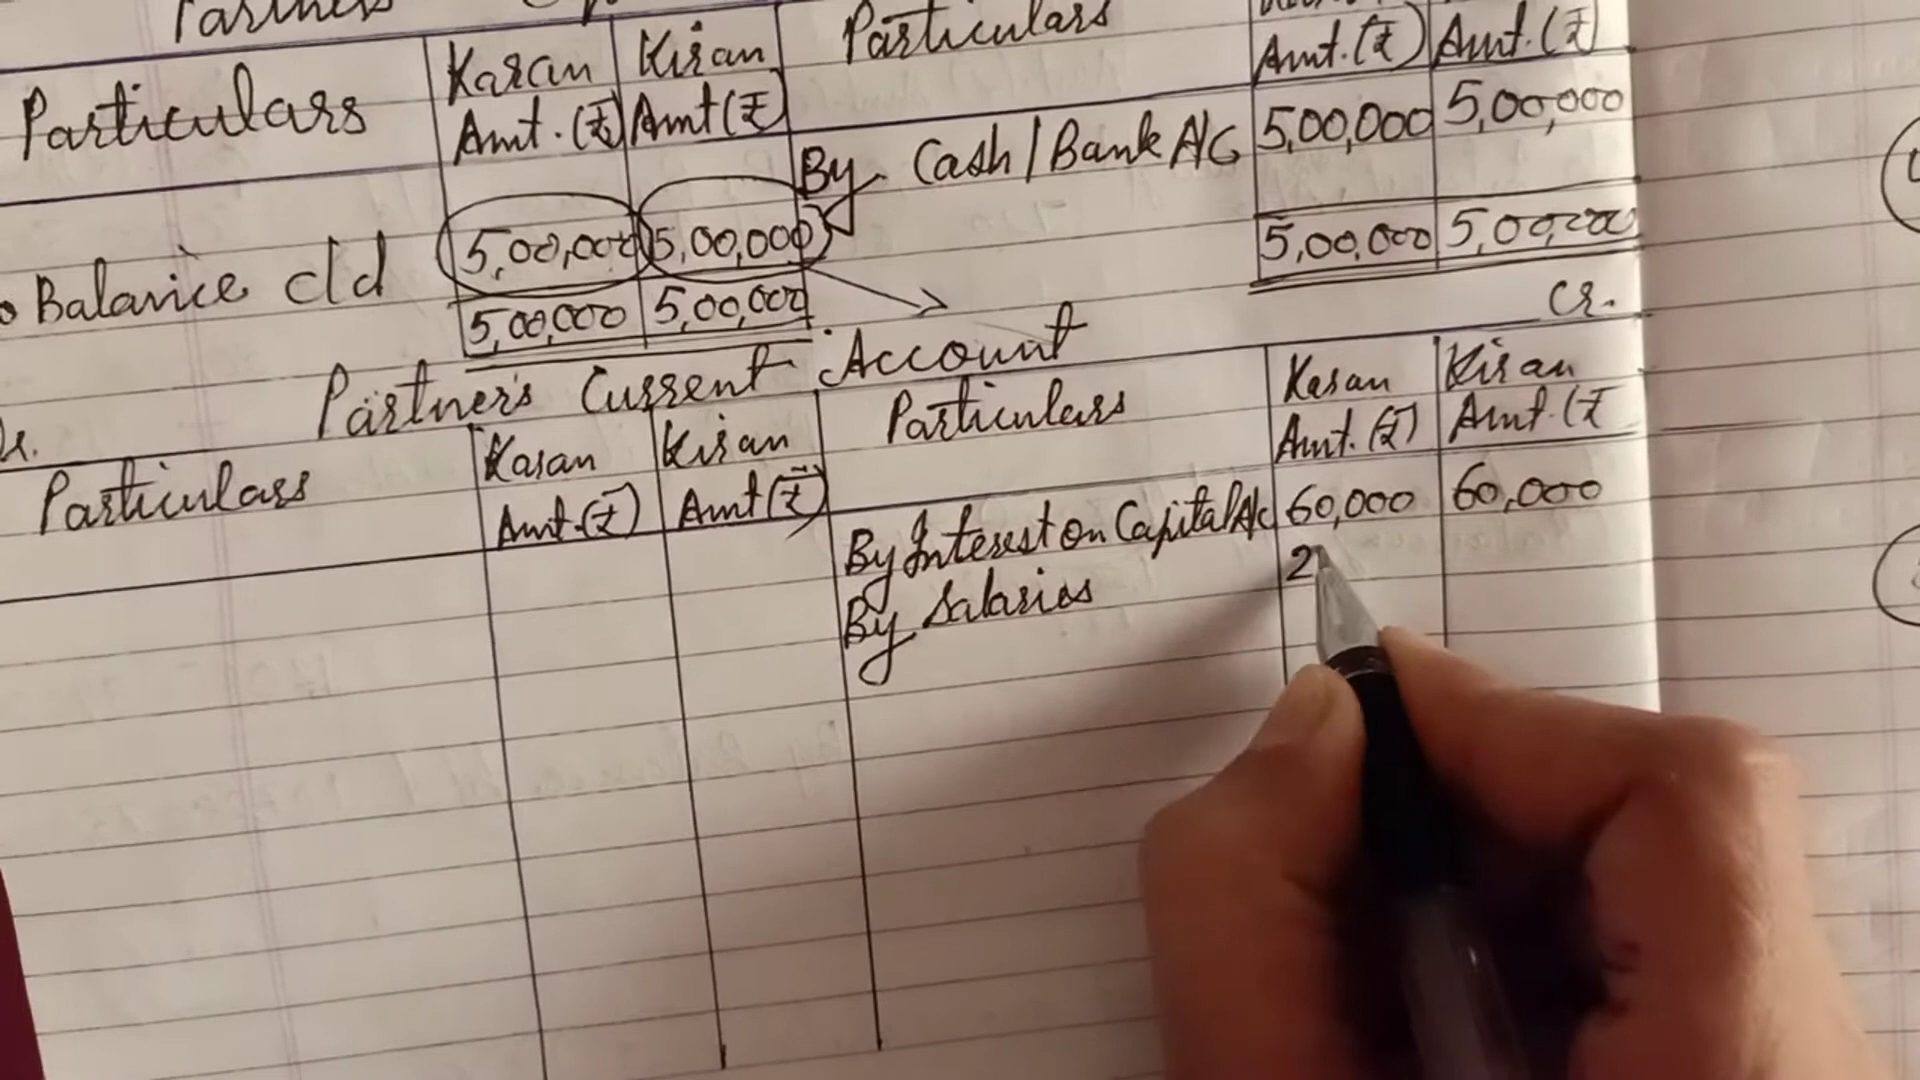 Particulars Karan Kiran Particulars
Amt. (₹) Amt (₹) Amt. (₹) Amt. (₹)
By Cash / Bank A/c 5,00,000 5,00,000
Balance c/d 5,00,000 5,00,000
5,00,000 5,00,000 5,00,000 5,00,000
Partner's Current Account Cr.
Particulars Karan Kiran Particulars Karan Kiran
Amt. (₹) Amt (₹) Amt. (₹) Amt. (₹
By Interest on Capital A/c 60,000 60,000
By Salaries 2